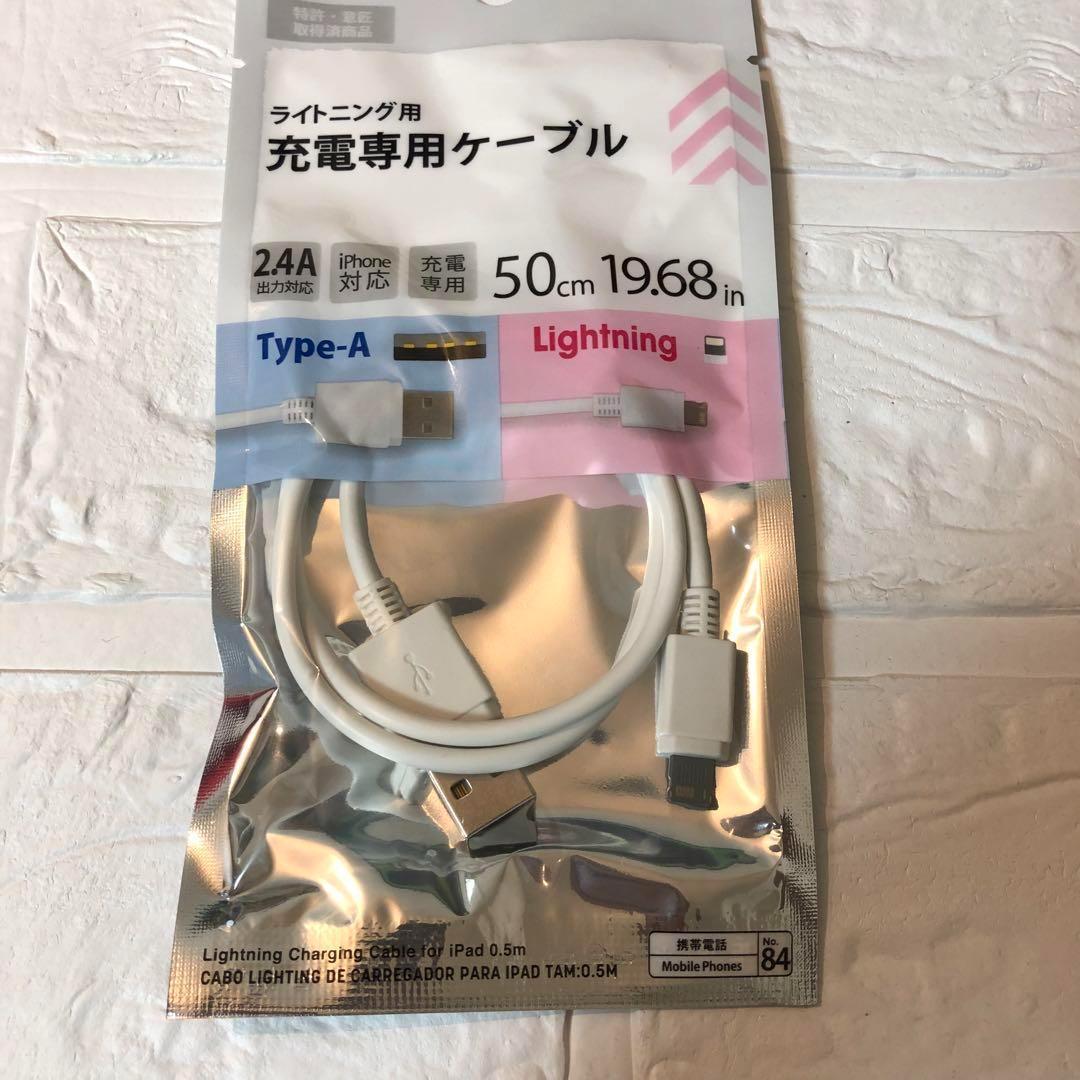 特許・意匠
取得済商品
ライトニング用
充電専用ケーブル
2.4A
出力対応
iPhone
対応
充電
専用
50cm 19.68in
Type-A
Lightning
Lightning Charging Cable for iPad 0.5m
CABO LIGHTING DE CARREGADOR PARA IPAD TAM:0.5M
携帯電話
Mobile Phones
No.
84